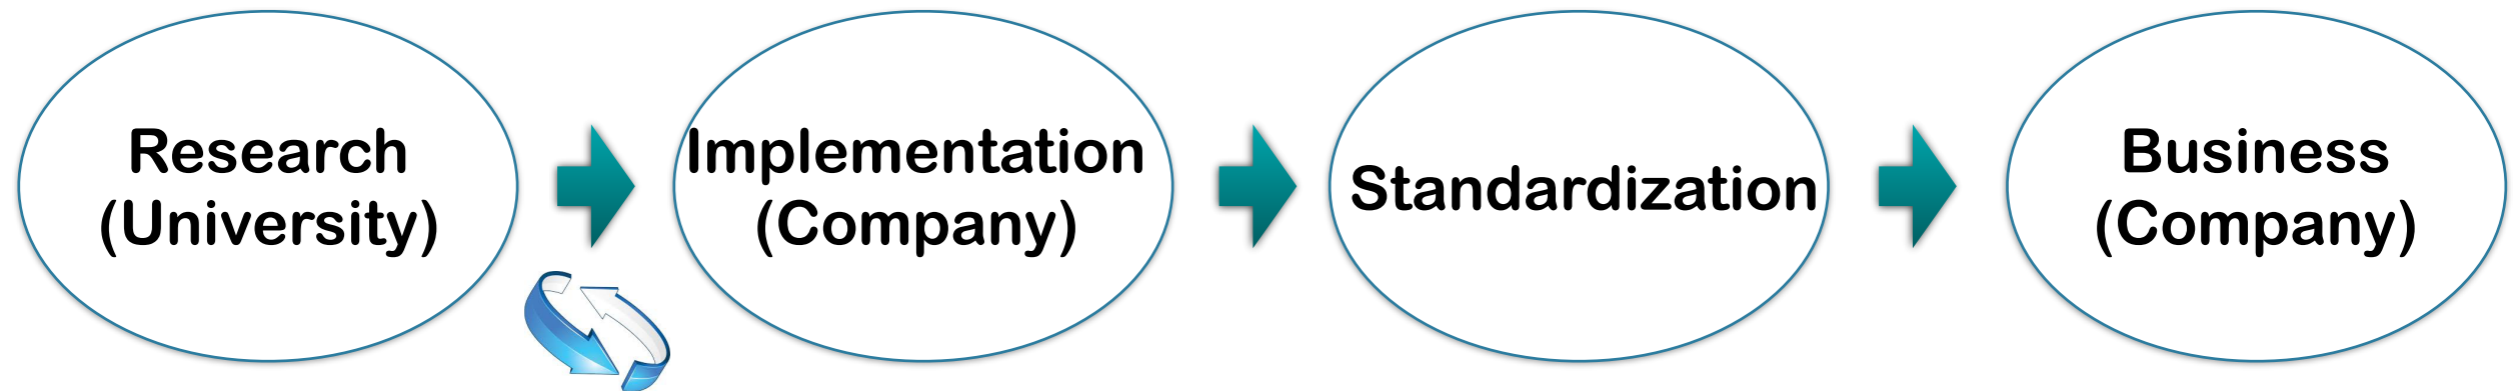 Research
(University)
Implementation
(Company)
Standardization
Business
(Company)